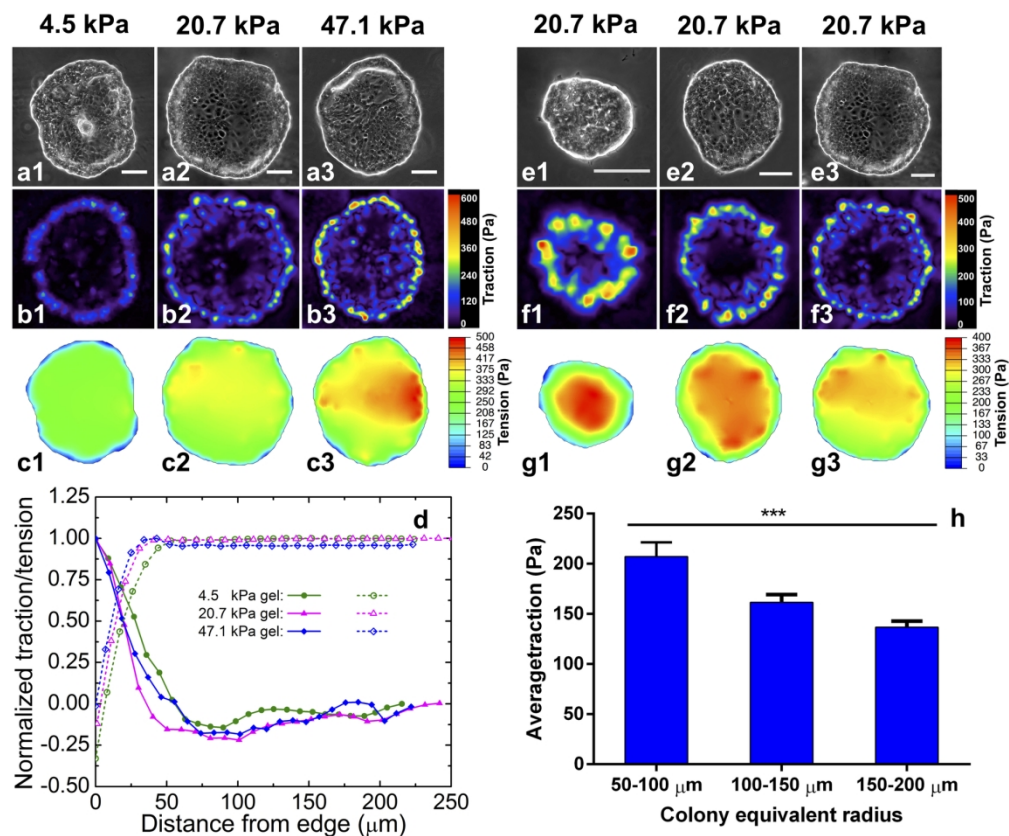 4.5 kPa 20.7 kPa 47.1 kPa 20.7 kPa 20.7 kPa 20.7 kPa
a1 a2 a3 e1 e2 e3
b1 b2 b3 f1 f2 f3
600
480
360
240
120
0
Traction (Pa)
500
400
300
200
100
0
Traction (Pa)
c1 c2 c3 g1 g2 g3
500
458
417
375
333
292
250
208
167
125
83
42
0
Tension (Pa)
400
367
333
300
267
233
200
167
133
100
67
33
0
Tension (Pa)
d
Normalized traction/tension
1.25
1.00
0.75
0.50
0.25
0.00
-0.25
-0.50
4.5 kPa gel:
20.7 kPa gel:
47.1 kPa gel:
0 50 100 150 200 250
Distance from edge (μm)
h
***
Averagetraction (Pa)
250
200
150
100
50
0
50-100 μm 100-150 μm 150-200 μm
Colony equivalent radius